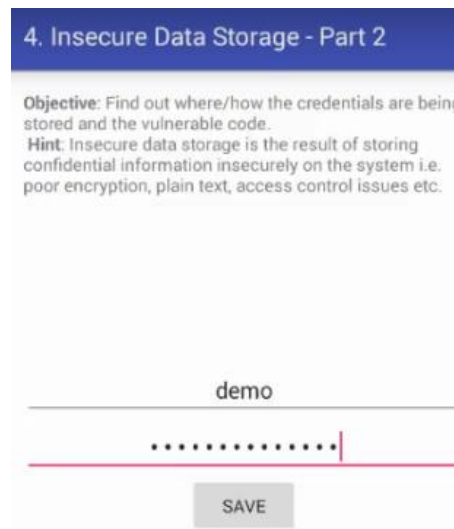 4. Insecure Data Storage - Part 2
Objective: Find out where/how the credentials are being
stored and the vulnerable code.
Hint: Insecure data storage is the result of storing
confidential information insecurely on the system i.e.
poor encryption, plain text, access control issues etc.
demo
••••••••••••••
SAVE